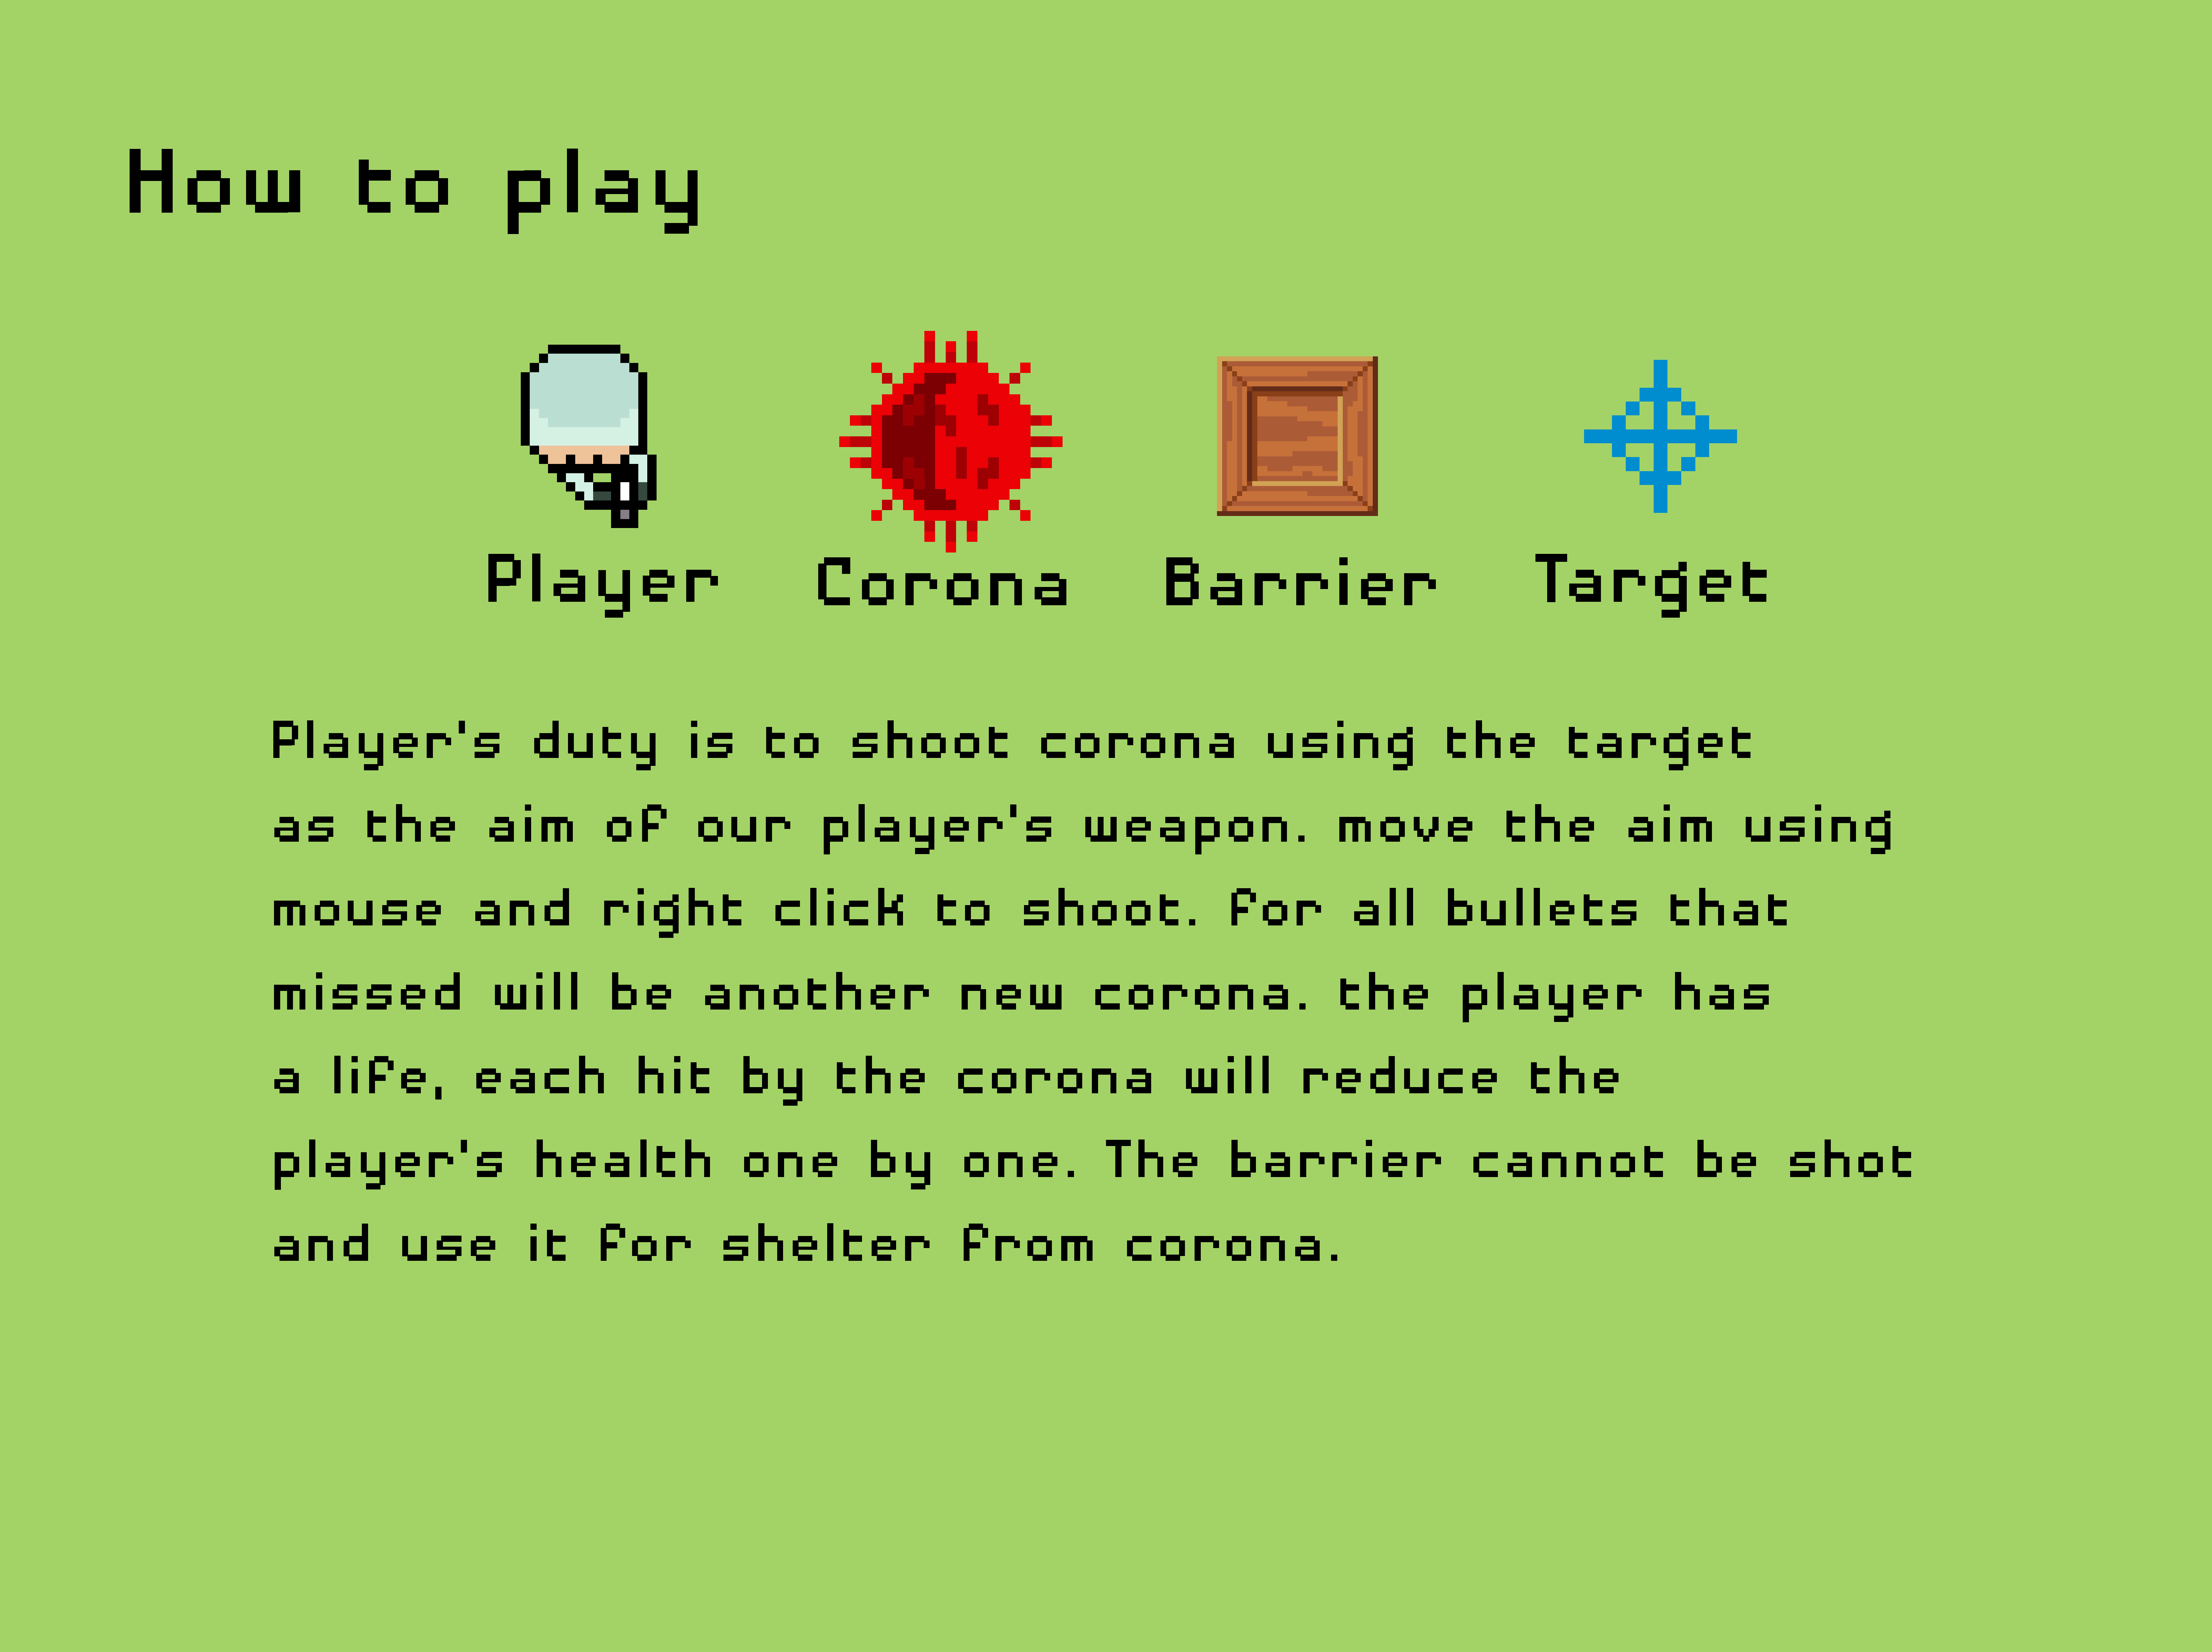 How to play
Player Corona Barrier Target
Player's duty is to shoot corona using the target
as the aim of our player's weapon. move the aim using
mouse and right click to shoot. for all bullets that
missed will be another new corona. the player has
a life, each hit by the corona will reduce the
player's health one by one. The barrier cannot be shot
and use it for shelter from corona.